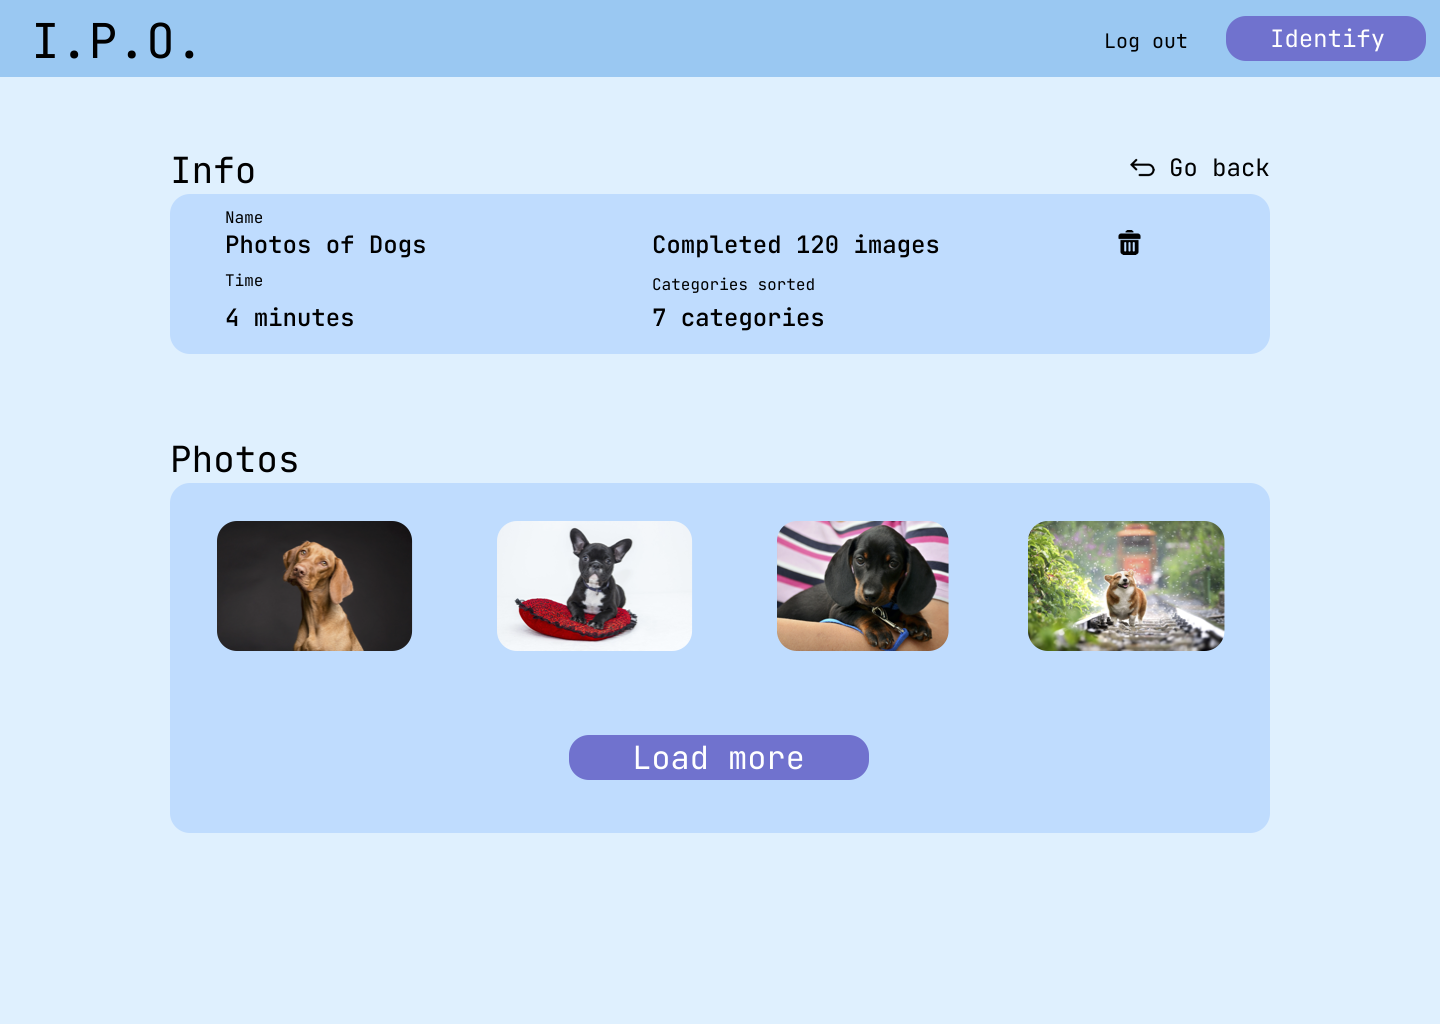 I.P.O.
Log out
Identify
Info
Go back
Name
Photos of Dogs
Completed 120 images
Time
Categories sorted
4 minutes
7 categories
Photos
Load more